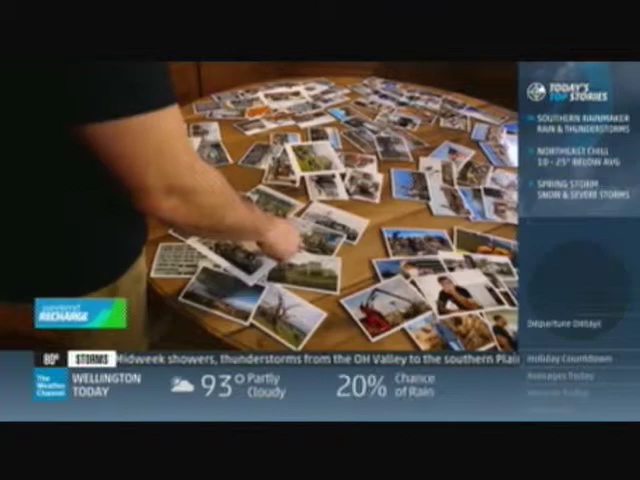 TODAY'S
TOP STORIES
SOUTHERN RAINMAKER
RAIN & THUNDERSTORMS
NORTHEAST CHILL
10 - 25° BELOW AVG
SPRING STORM
SNOW & SEVERE STORMS
weekend
RECHARGE
Departure Delays
80° STORMS Midweek showers, thunderstorms from the OH Valley to the southern Plai
Holiday Countdown
The Weather Channel
WELLINGTON
TODAY
93° Partly Cloudy
20% Chance of Rain